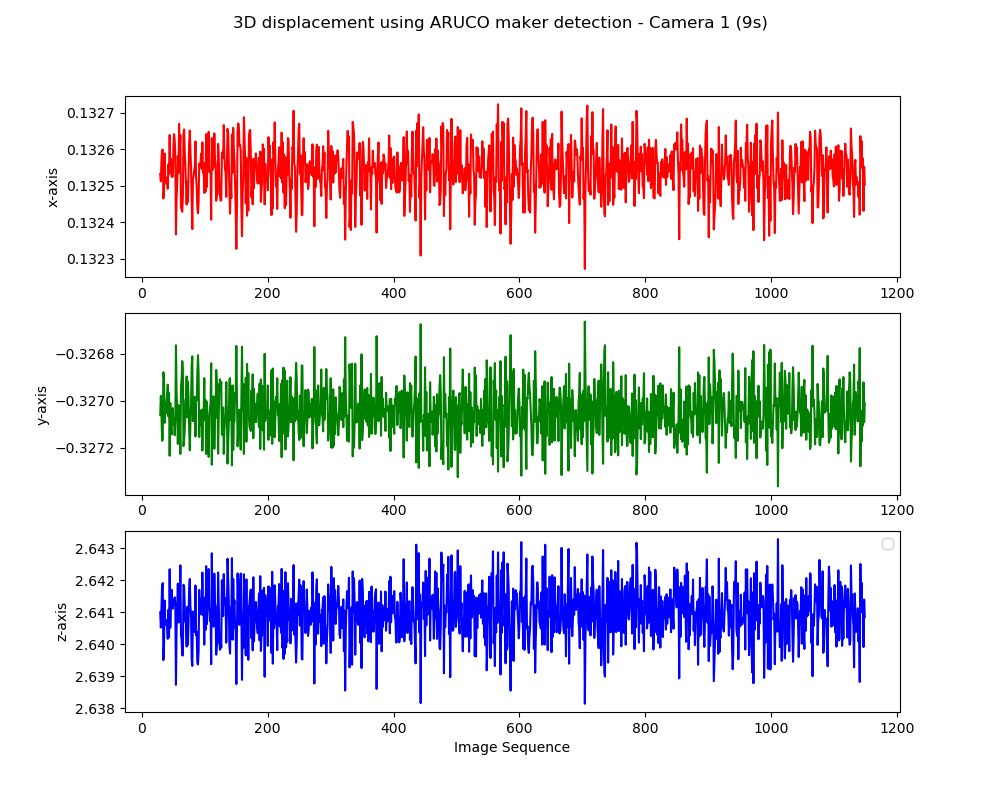 3D displacement using ARUCO maker detection - Camera 1 (9s)
0.1327
0.1326
0.1325
0.1324
0.1323
x-axis
0 200 400 600 800 1000 1200
−0.3268
−0.3270
−0.3272
y-axis
0 200 400 600 800 1000 1200
2.643
2.642
2.641
2.640
2.639
2.638
z-axis
0 200 400 600 800 1000 1200
Image Sequence